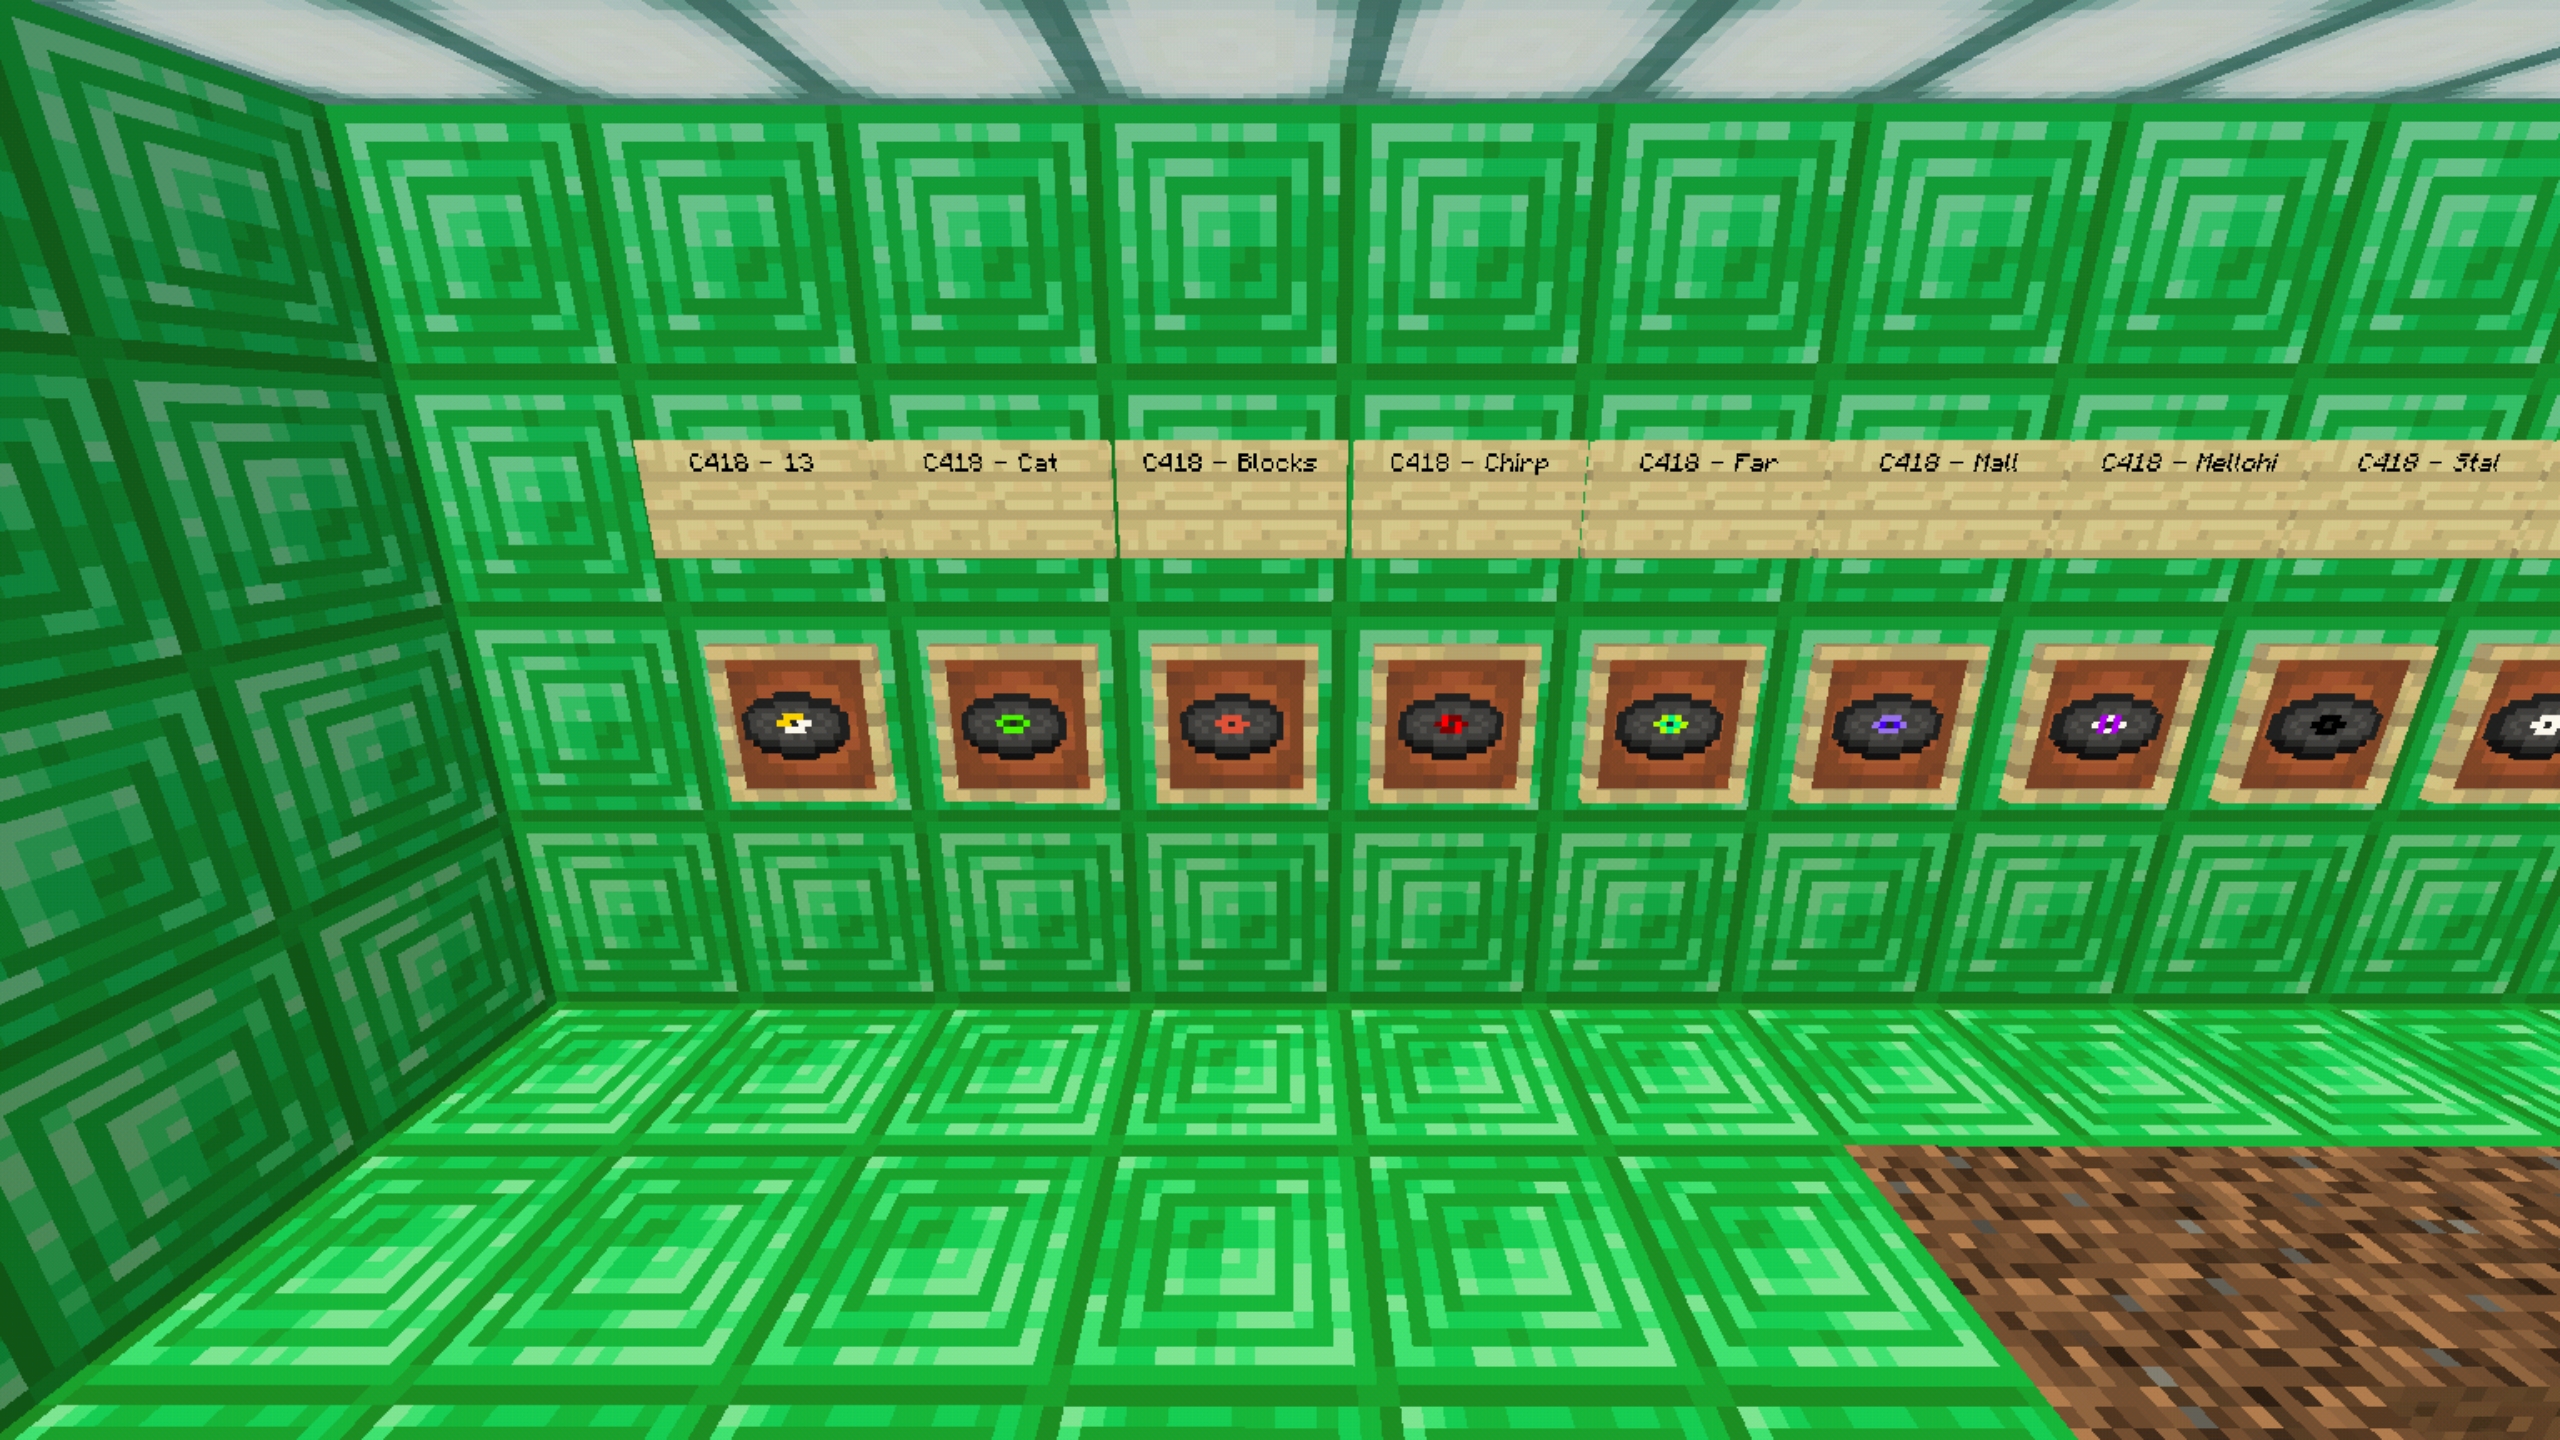 C418 - 13
C418 - Cat
C418 - Blocks
C418 - Chirp
C418 - Far
C418 - Mall
C418 - Mellohi
C418 - Stal